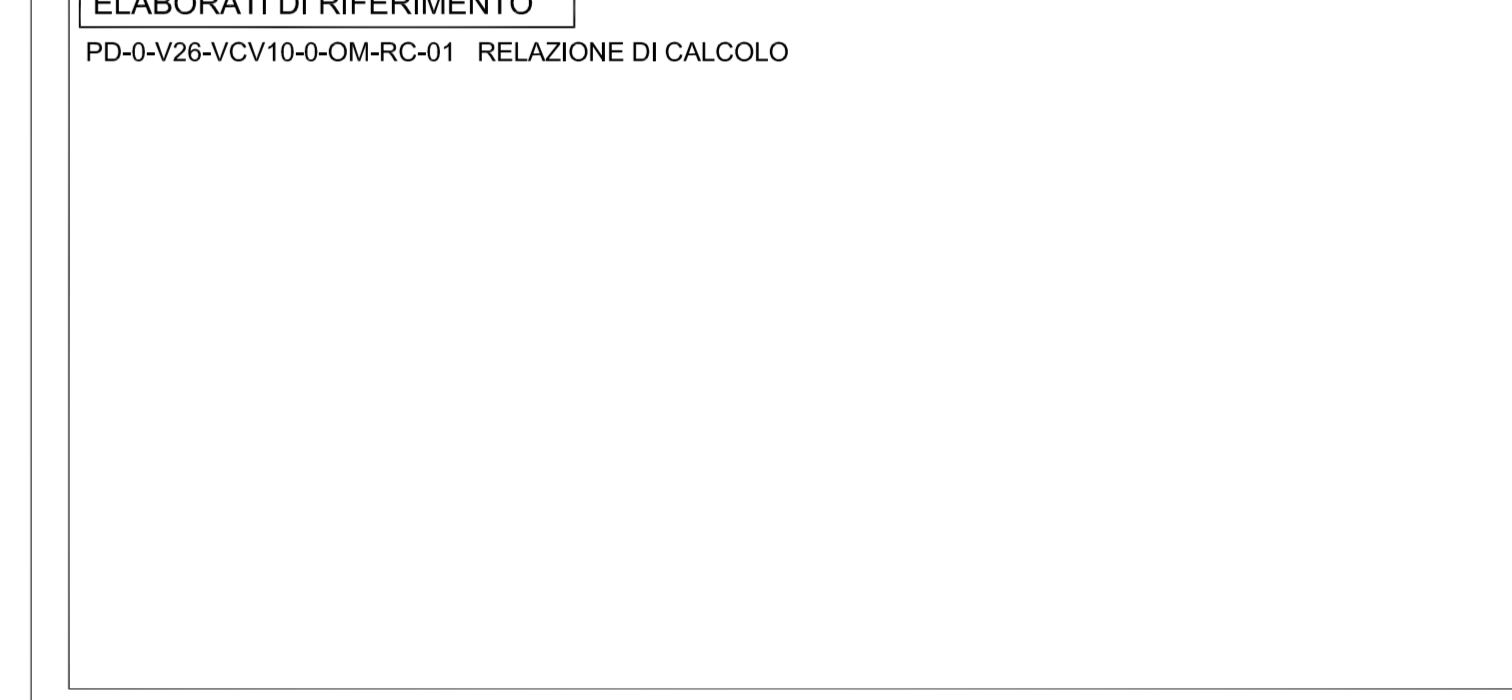 ELABORATI DI RIFERIMENTO
PD-0-V26-VCV10-0-OM-RC-01 RELAZIONE DI CALCOLO